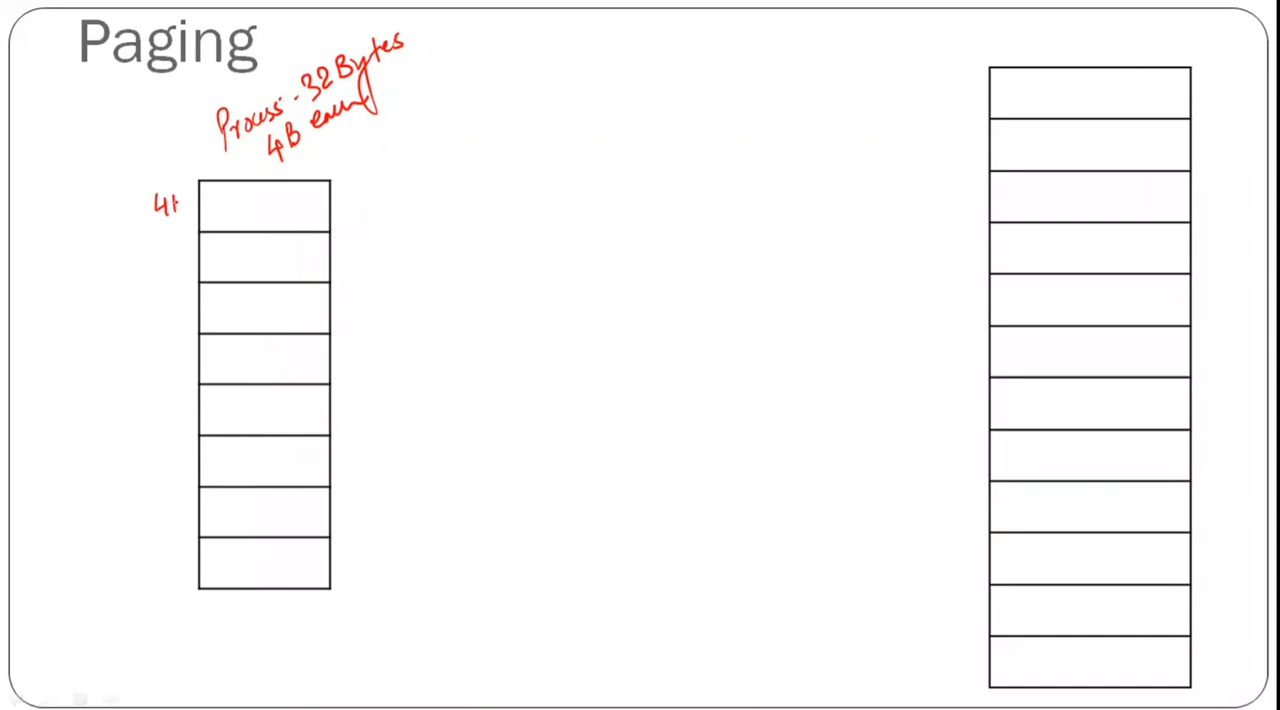 Paging
Process - 32 Bytes
4B each